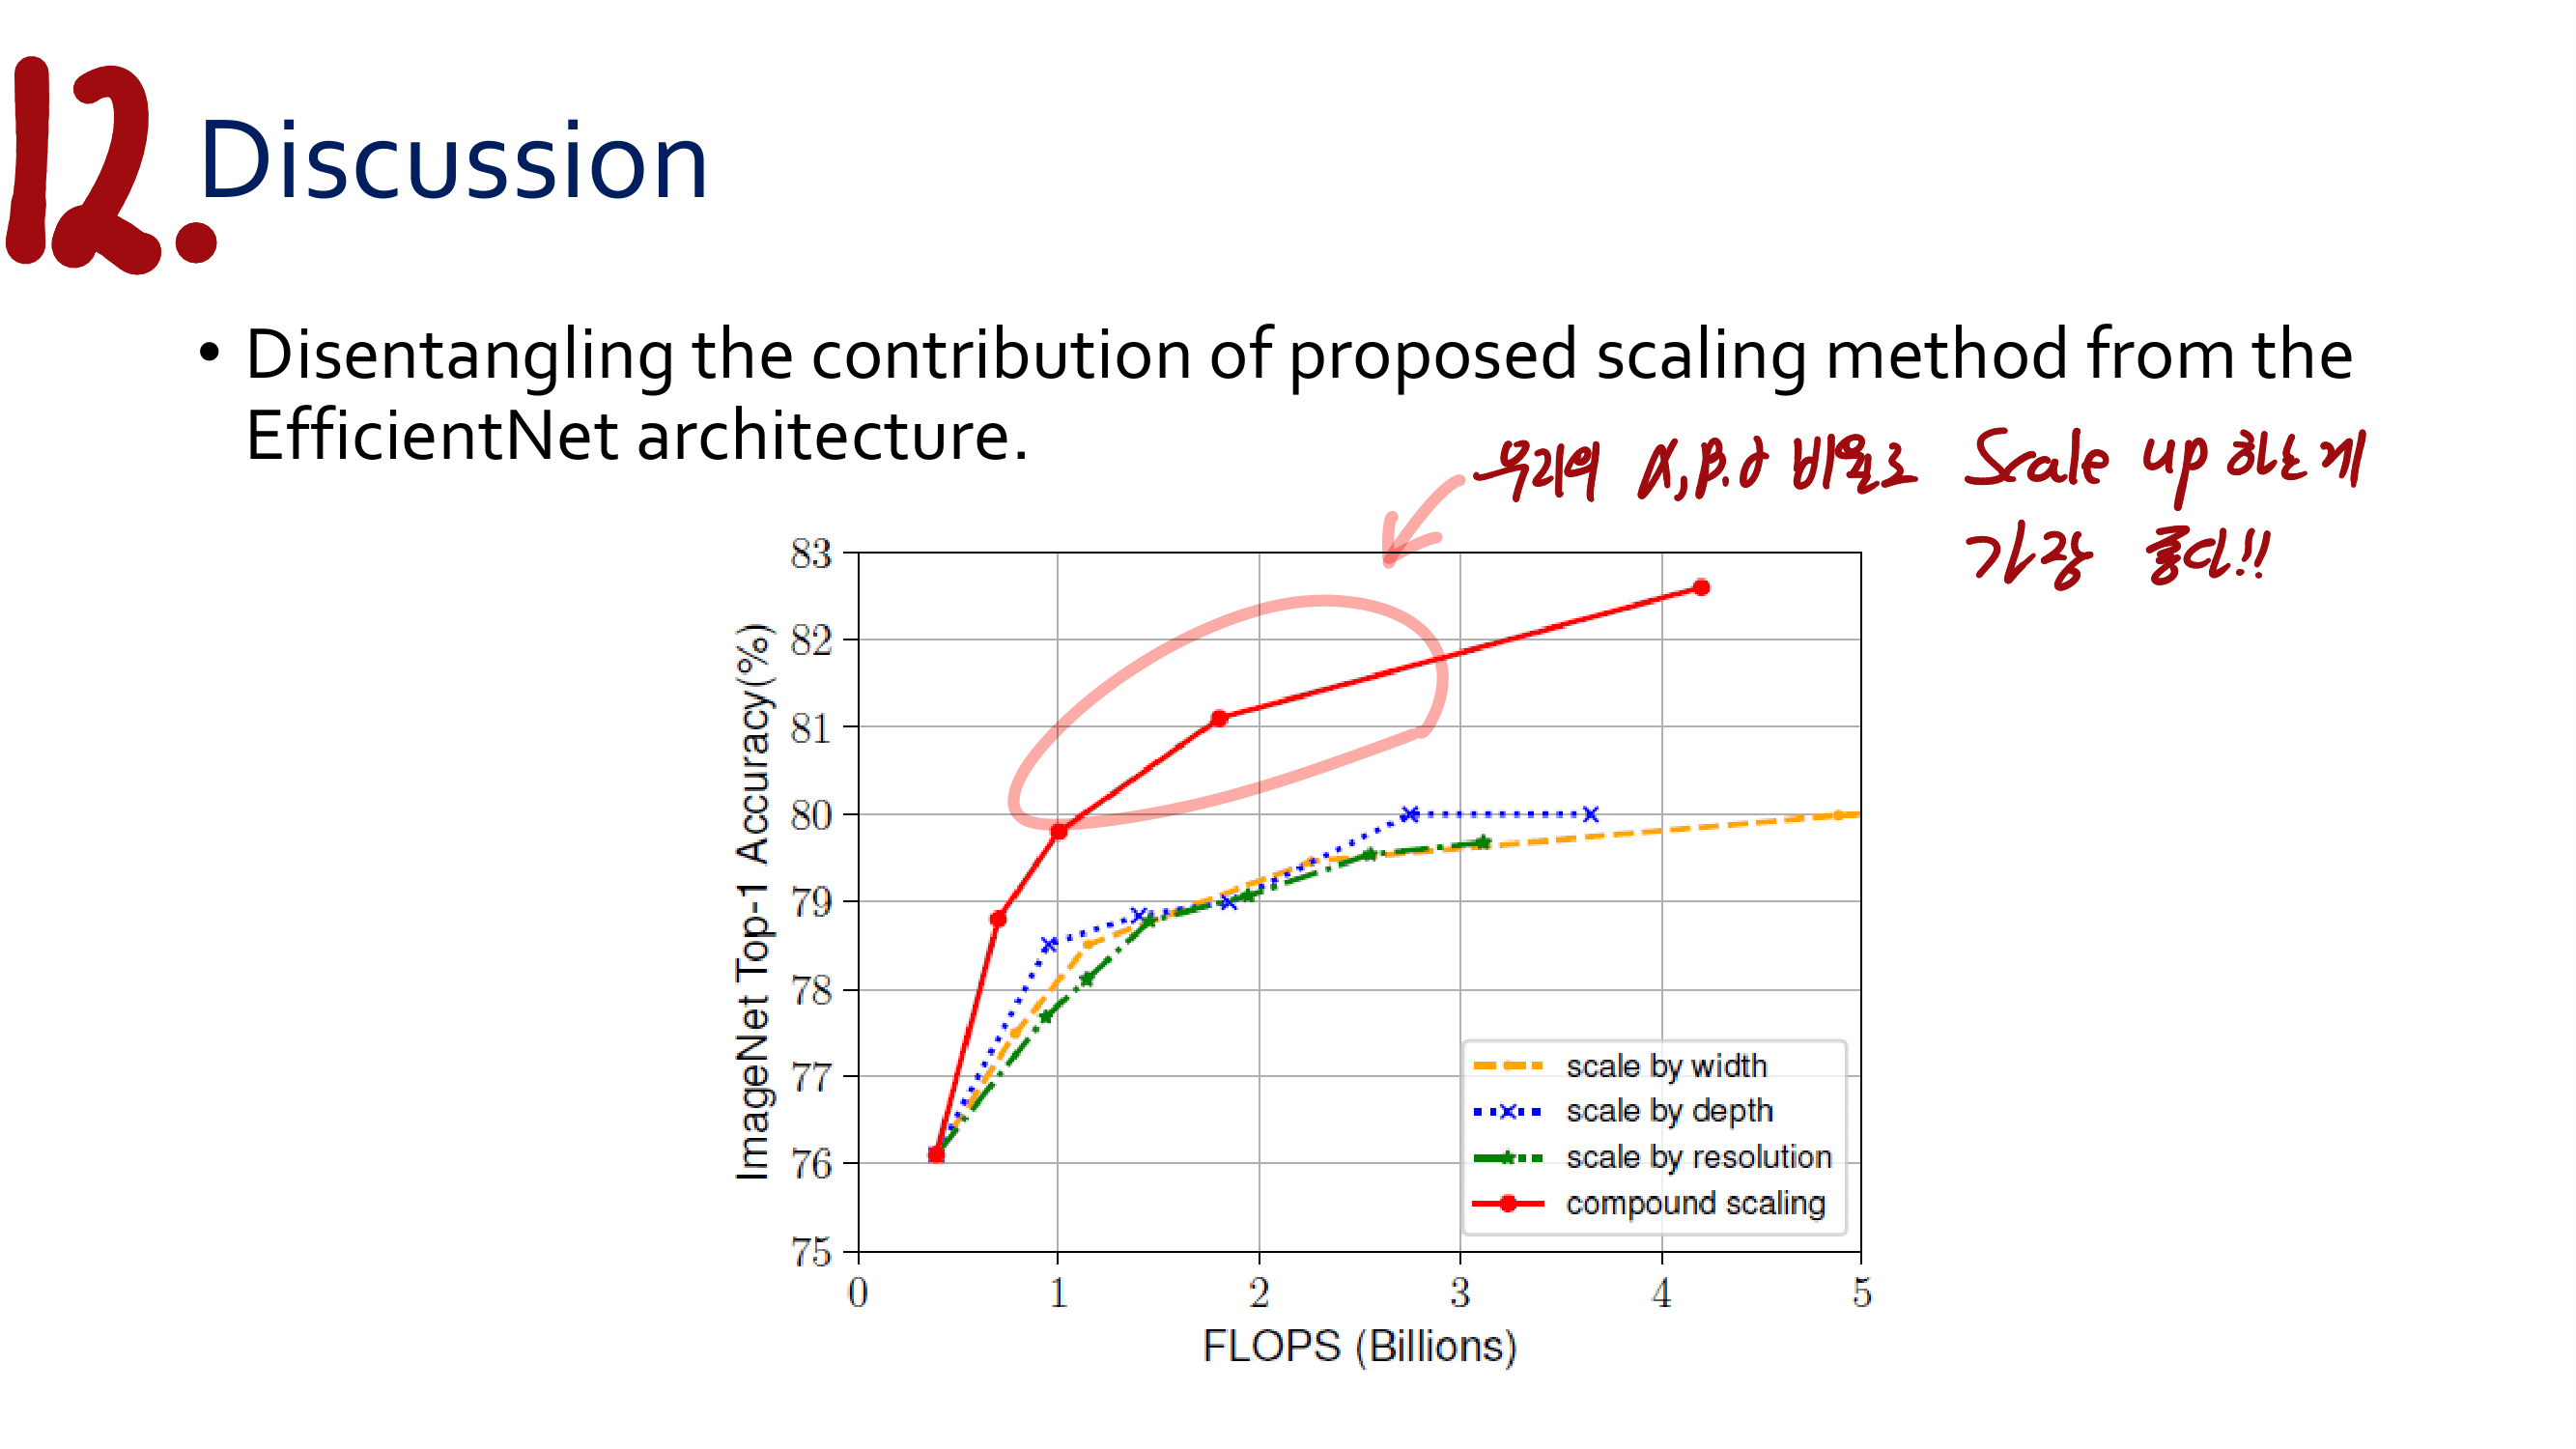 12.
Discussion
• Disentangling the contribution of proposed scaling method from the
EfficientNet architecture.
우리의 α, β, γ 비율로 Scale up 하는게
가장 좋다!!
83
82
81
80
79
78
77
76
75
ImageNet Top-1 Accuracy(%)
scale by width
scale by depth
scale by resolution
compound scaling
0 1 2 3 4 5
FLOPS (Billions)